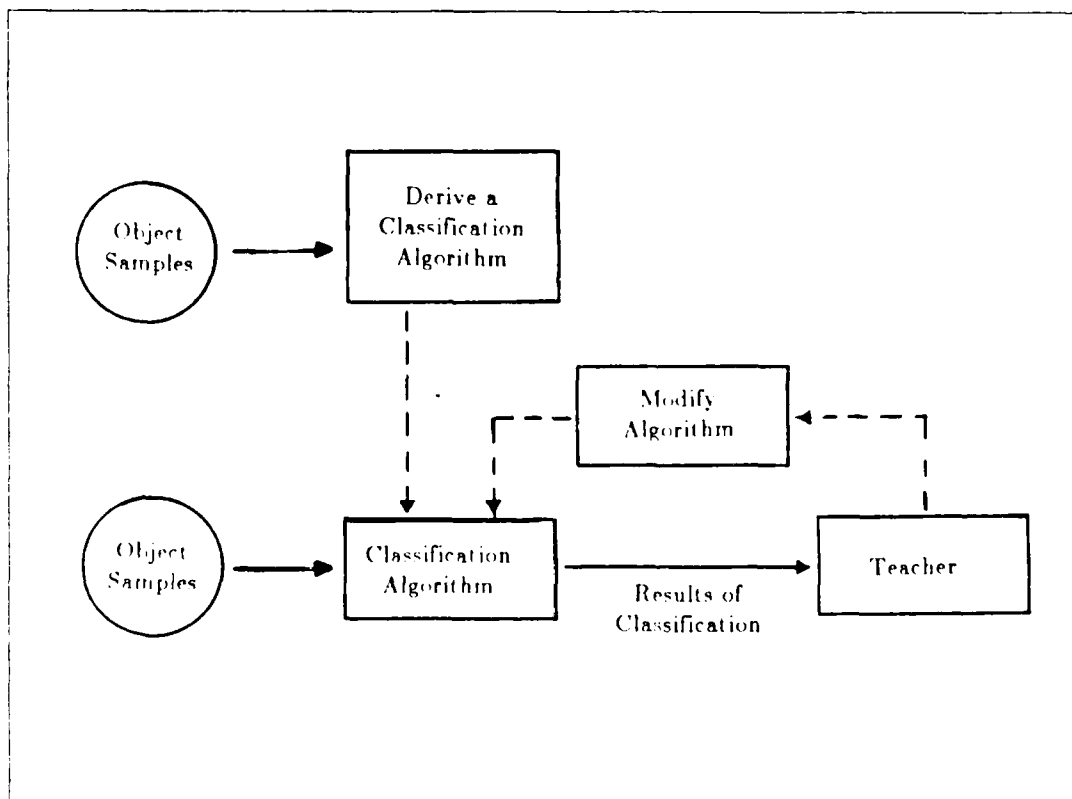 Object
Samples
Derive a
Classification
Algorithm
Modify
Algorithm
Object
Samples
Classification
Algorithm
Results of
Classification
Teacher